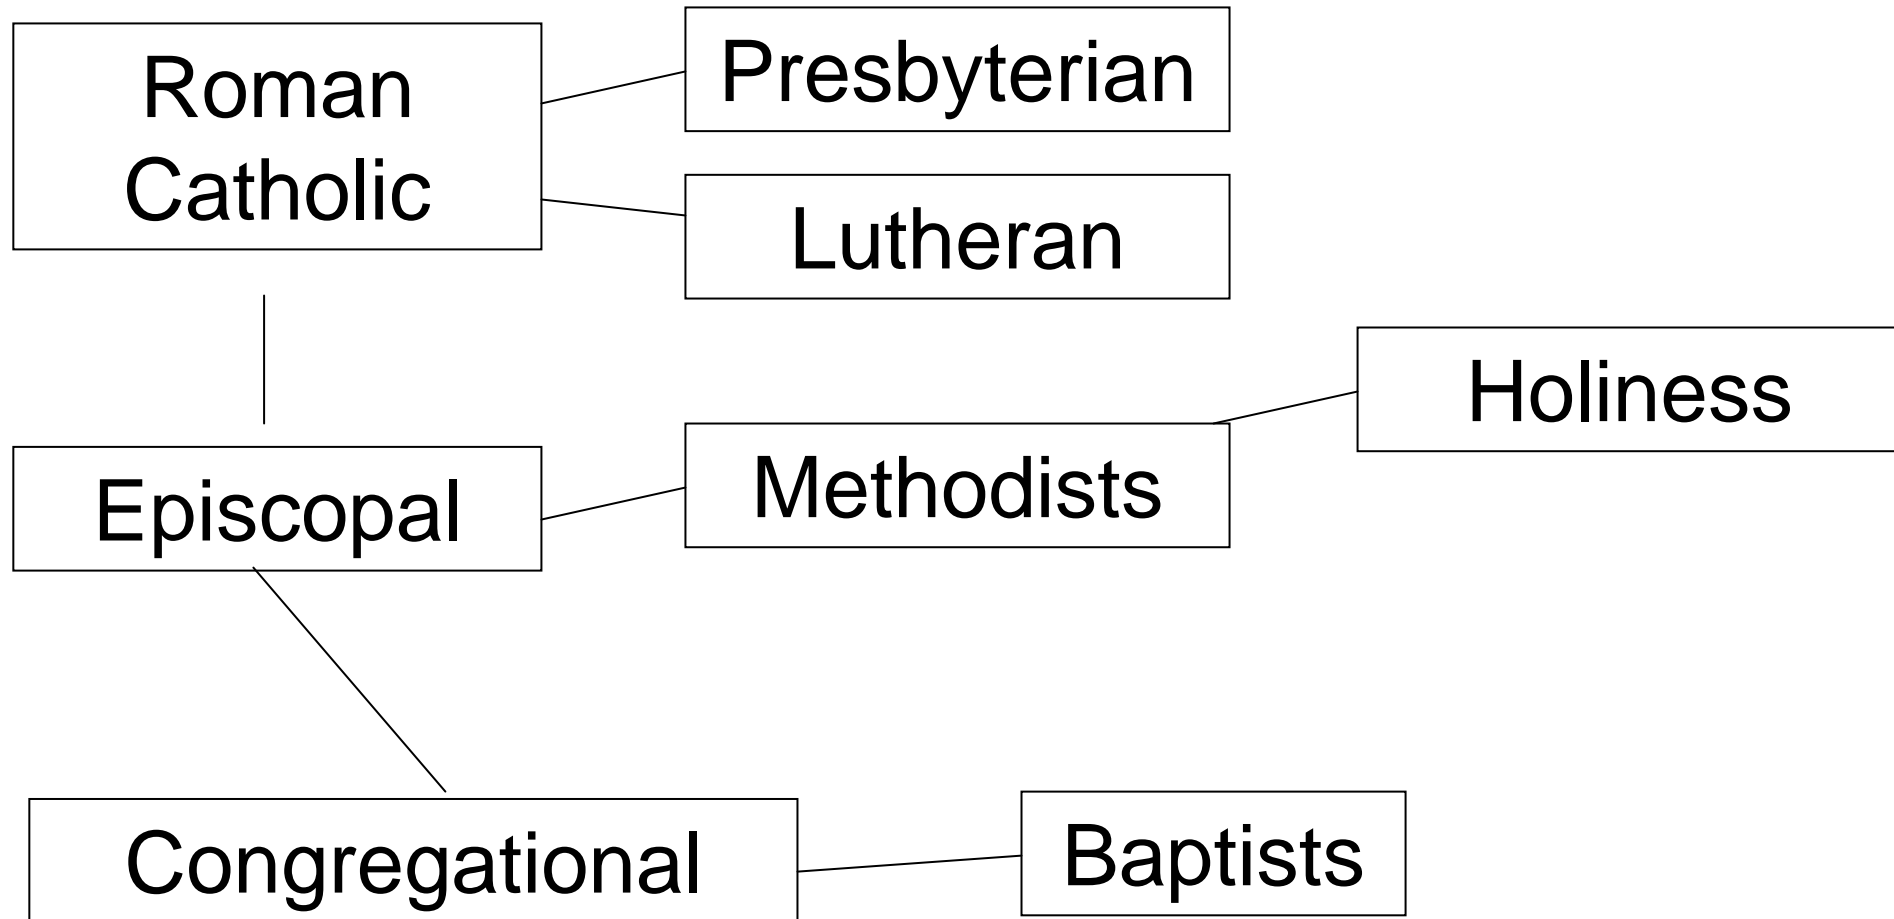 Roman
Catholic
Presbyterian
Lutheran
Holiness
Episcopal
Methodists
Congregational
Baptists